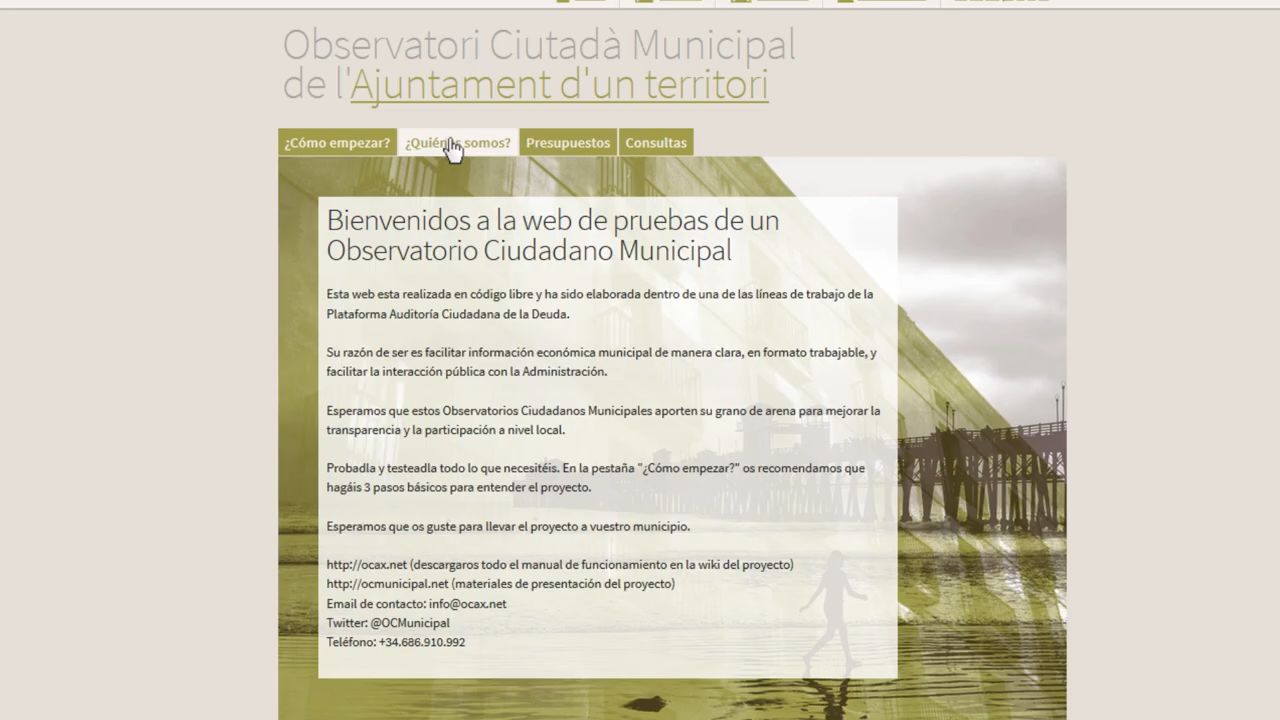 Observatori Ciutadà Municipal
de l'Ajuntament d'un territori
¿Cómo empezar?
¿Quiénes somos?
Presupuestos
Consultas
Bienvenidos a la web de pruebas de un
Observatorio Ciudadano Municipal
Esta web esta realizada en código libre y ha sido elaborada dentro de una de las líneas de trabajo de la
Plataforma Auditoría Ciudadana de la Deuda.
Su razón de ser es facilitar información económica municipal de manera clara, en formato trabajable, y
facilitar la interacción pública con la Administración.
Esperamos que estos Observatorios Ciudadanos Municipales aporten su grano de arena para mejorar la
transparencia y la participación a nivel local.
Probadla y testeadla todo lo que necesitéis. En la pestaña "¿Cómo empezar?" os recomendamos que
hagáis 3 pasos básicos para entender el proyecto.
Esperamos que os guste para llevar el proyecto a vuestro municipio.
http://ocax.net (descargaros todo el manual de funcionamiento en la wiki del proyecto)
http://ocmunicipal.net (materiales de presentación del proyecto)
Email de contacto: info@ocax.net
Twitter: @OCMunicipal
Teléfono: +34.686.910.992